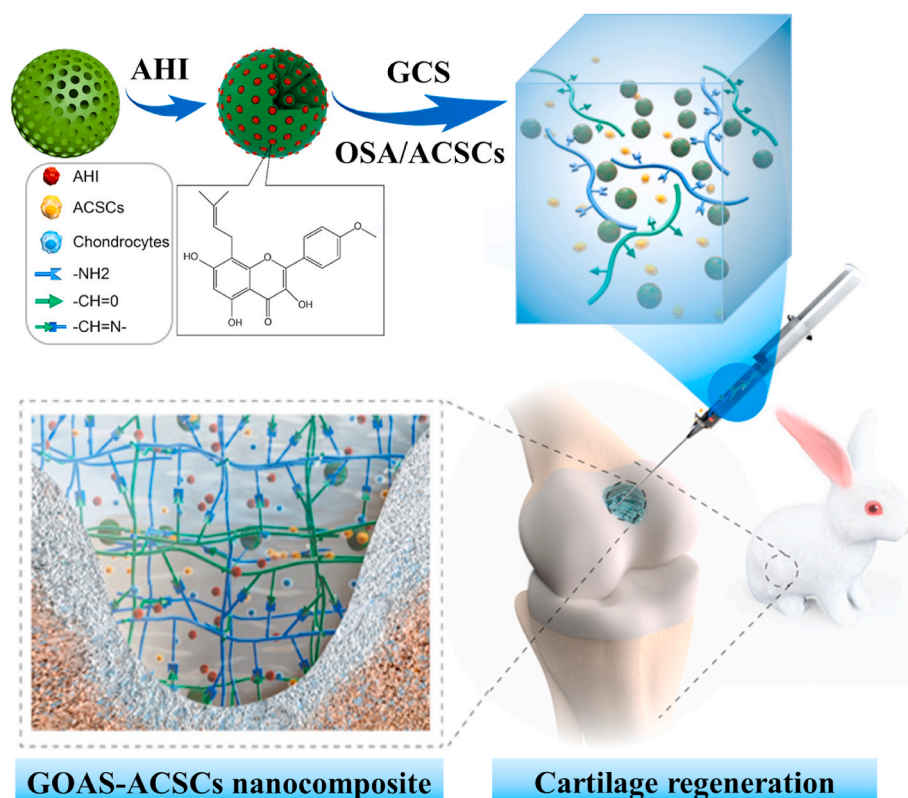 AHI
GCS
OSA/ACSCs
AHI
ACSCs
Chondrocytes
-NH2
-CH=0
-CH=N-
HO
O
O
OH
OH
O
GOAS-ACSCs nanocomposite
Cartilage regeneration